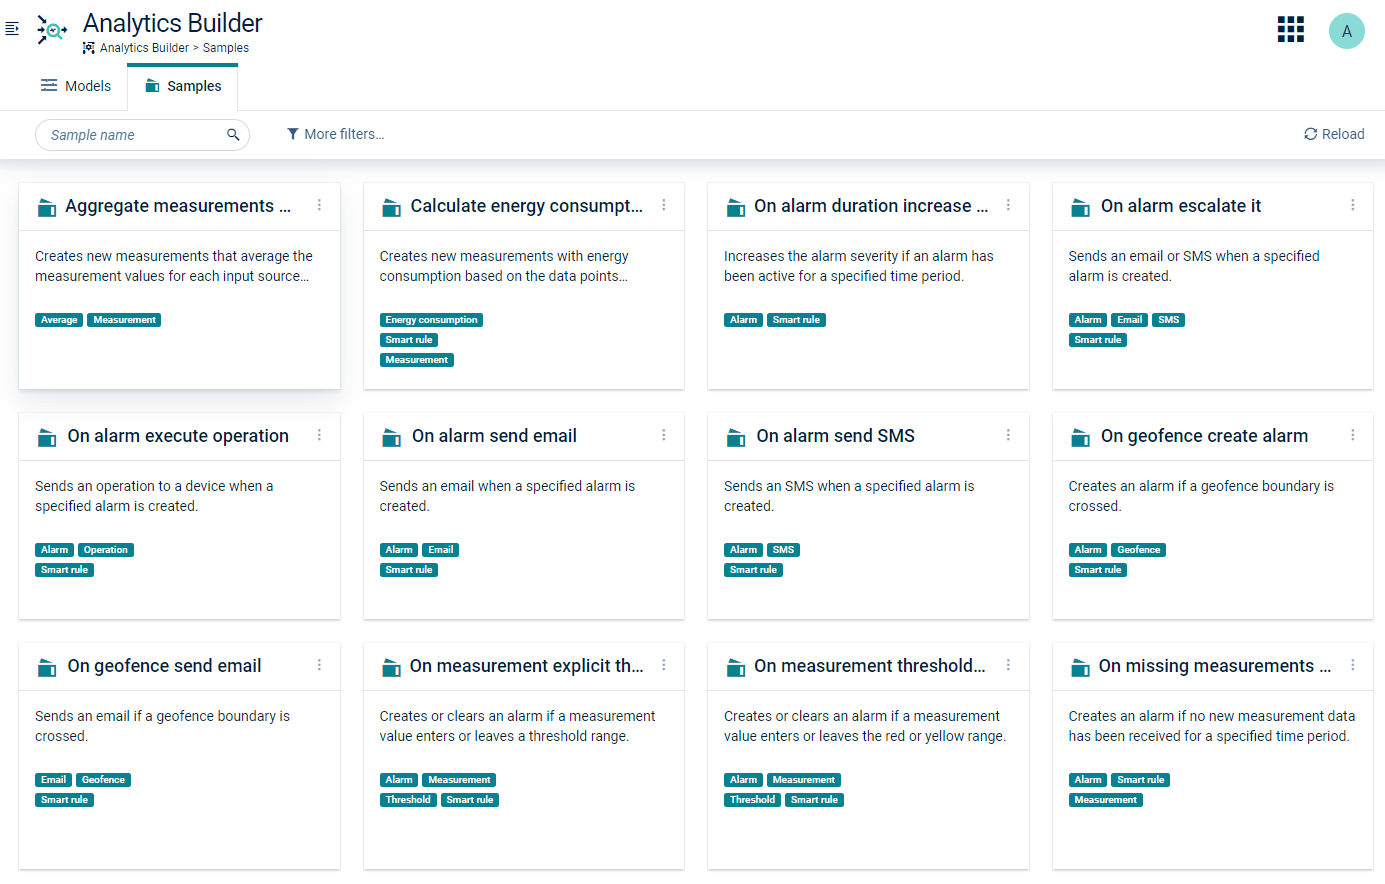 Analytics Builder
Analytics Builder > Samples
A
Models
Samples
Sample name
More filters...
Reload
Aggregate measurements ...
Creates new measurements that average the
measurement values for each input source...
Average Measurement
Calculate energy consumpt...
Creates new measurements with energy
consumption based on the data points...
Energy consumption
Smart rule
Measurement
On alarm duration increase ...
Increases the alarm severity if an alarm has
been active for a specified time period.
Alarm Smart rule
On alarm escalate it
Sends an email or SMS when a specified
alarm is created.
Alarm Email SMS
Smart rule
On alarm execute operation
Sends an operation to a device when a
specified alarm is created.
Alarm Operation
Smart rule
On alarm send email
Sends an email when a specified alarm is
created.
Alarm Email
Smart rule
On alarm send SMS
Sends an SMS when a specified alarm is
created.
Alarm SMS
Smart rule
On geofence create alarm
Creates an alarm if a geofence boundary is
crossed.
Alarm Geofence
Smart rule
On geofence send email
Sends an email if a geofence boundary is
crossed.
Email Geofence
Smart rule
On measurement explicit th...
Creates or clears an alarm if a measurement
value enters or leaves a threshold range.
Alarm Measurement
Threshold Smart rule
On measurement threshold...
Creates or clears an alarm if a measurement
value enters or leaves the red or yellow range.
Alarm Measurement
Threshold Smart rule
On missing measurements ...
Creates an alarm if no new measurement data
has been received for a specified time period.
Alarm Smart rule
Measurement